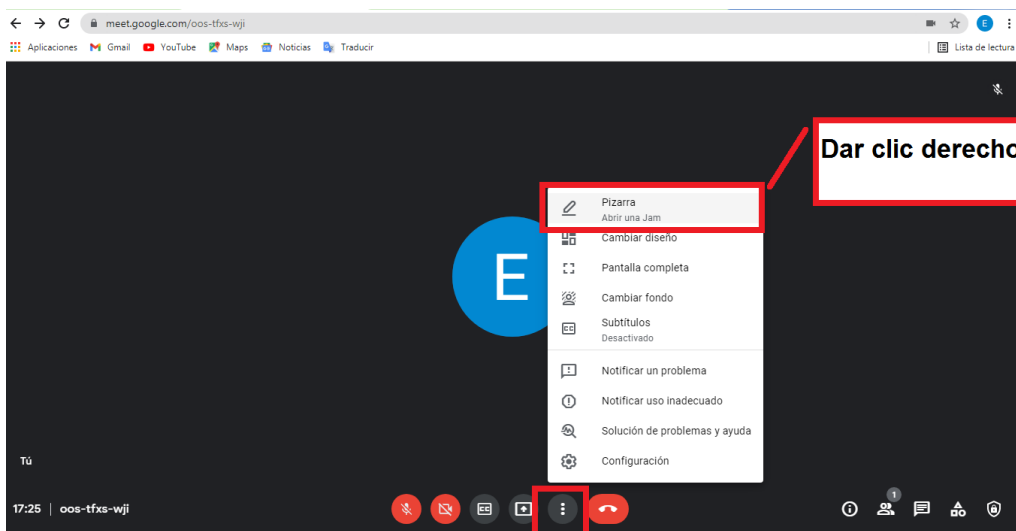 meet.google.com/oos-tfxs-wji
E
Aplicaciones Gmail YouTube Maps Noticias Traducir Lista de lectura
Dar clic derecho
Pizarra
Abrir una Jam
Cambiar diseño
E
Pantalla completa
Cambiar fondo
CC Subtítulos
Desactivado
Notificar un problema
Notificar uso inadecuado
Solución de problemas y ayuda
Configuración
Tú
17:25 | oos-tfxs-wji
CC
1